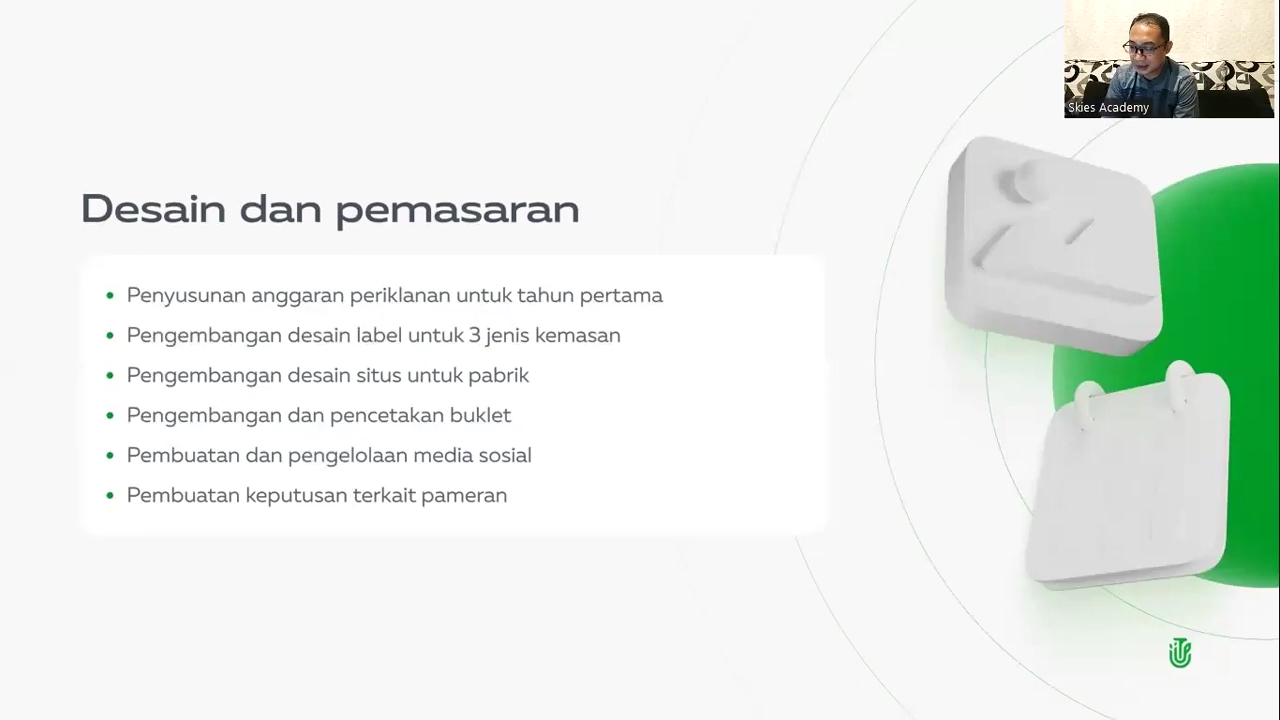 Skies Academy
Desain dan pemasaran
Penyusunan anggaran periklanan untuk tahun pertama
Pengembangan desain label untuk 3 jenis kemasan
Pengembangan desain situs untuk pabrik
Pengembangan dan pencetakan buklet
Pembuatan dan pengelolaan media sosial
Pembuatan keputusan terkait pameran